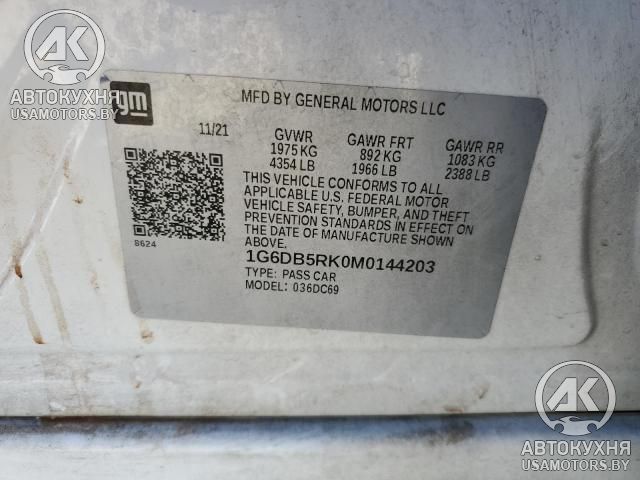 AK
АВТОКУХНЯ
USAMOTORS.BY
gm
MFD BY GENERAL MOTORS LLC
11/21
GVWR GAWR FRT GAWR RR
1975 KG 892 KG 1083 KG
4354 LB 1966 LB 2388 LB
THIS VEHICLE CONFORMS TO ALL
APPLICABLE U.S. FEDERAL MOTOR
VEHICLE SAFETY, BUMPER, AND THEFT
PREVENTION STANDARDS IN EFFECT ON
THE DATE OF MANUFACTURE SHOWN
ABOVE.
8624
1G6DB5RK0M0144203
TYPE: PASS CAR
MODEL: 036DC69
AK
АВТОКУХНЯ
USAMOTORS.BY